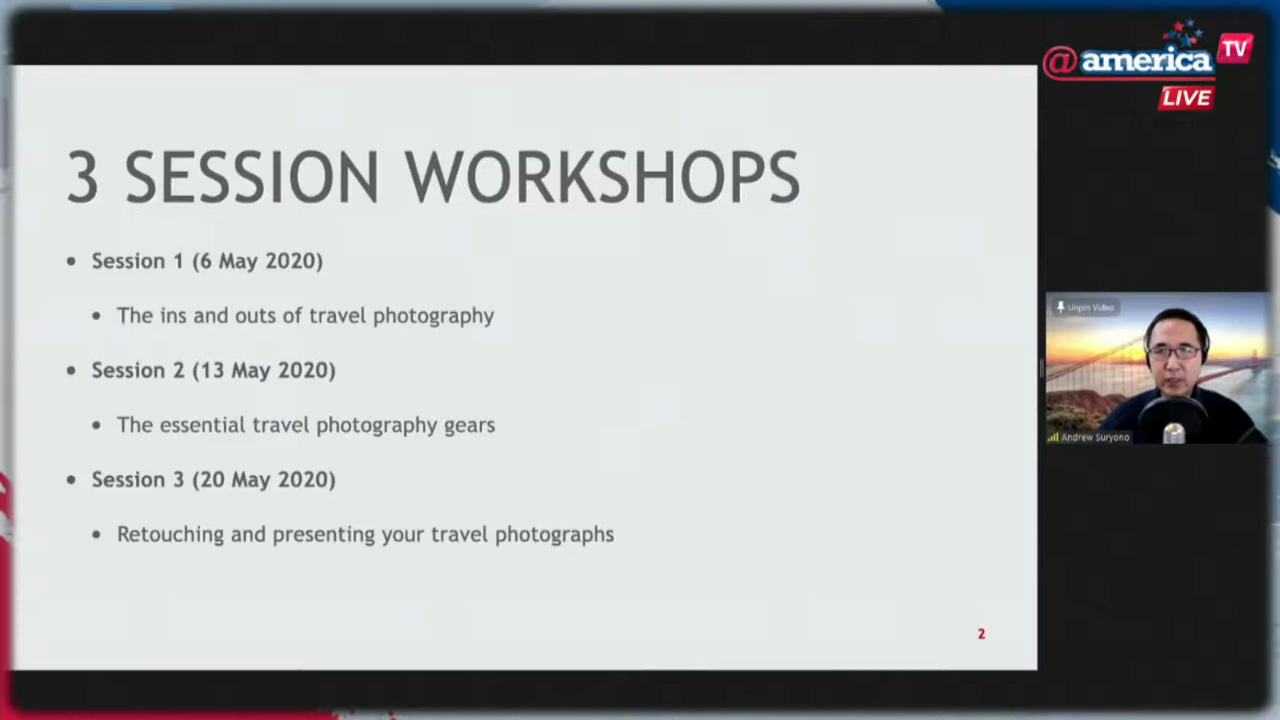 @america TV
LIVE
3 SESSION WORKSHOPS
• Session 1 (6 May 2020)
• The ins and outs of travel photography
• Session 2 (13 May 2020)
• The essential travel photography gears
• Session 3 (20 May 2020)
• Retouching and presenting your travel photographs
2
Unpin Video
Andrew Suryono